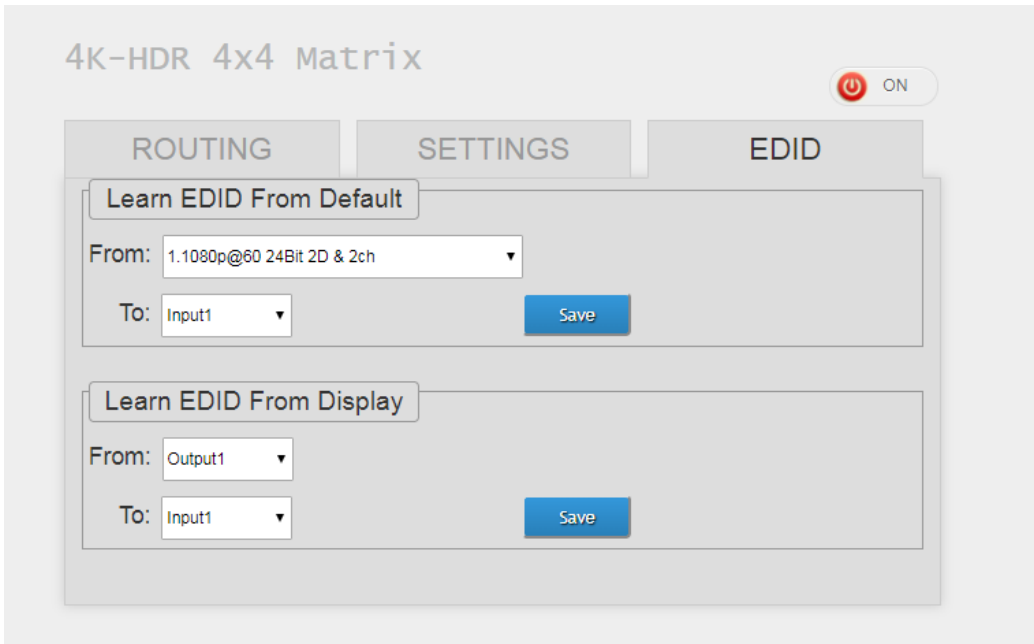 4K-HDR 4x4 Matrix
ON
ROUTING SETTINGS EDID
Learn EDID From Default
From: 1.1080p@60 24Bit 2D & 2ch
To: Input1 Save
Learn EDID From Display
From: Output1
To: Input1 Save